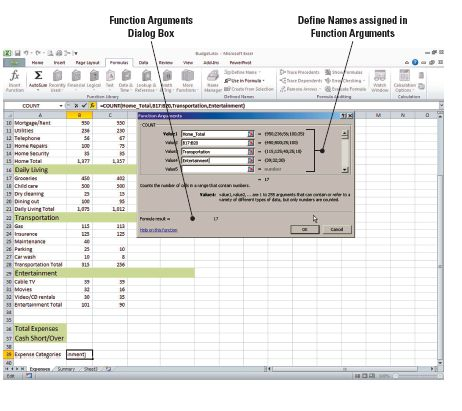 Function Arguments Dialog Box
Define Names assigned in Function Arguments
Budget.xlsx - Microsoft Excel
File Home Insert Page Layout Formulas Data Review View Add-Ins PowerPivot
Insert Function AutoSum Recently Used Financial Logical Text Date & Time Lookup & Reference Math & Trig More Functions Name Manager Define Name Use in Formula Create from Selection Trace Precedents Trace Dependents Remove Arrows Show Formulas Error Checking Evaluate Formula Watch Window Calculation Options
Function Library Defined Names Formula Auditing Calculation
COUNT =COUNT(Home_Total,B17:B20,Transportation,Entertainment)
A B C M N
10 Mortgage/Rent 950 950
11 Utilities 236 230
12 Telephone 56 67
13 Home Repairs 100 75
14 Home Security 35 35
15 Home Total 1,377 1,357
16 Daily Living
17 Groceries 450 402
18 Child care 500 500
19 Dry cleaning 25 15
20 Dining out 100 95
21 Daily Living Total 1,075 1,012
22 Transportation
23 Gas 115 113
24 Insurance 125 125
25 Maintenance 40
26 Parking 25 10
27 Car wash 10 8
28 Transportation Total 315 256
29 Entertainment
30 Cable TV 39 39
31 Movies 32 16
32 Video/CD rentals 30 35
33 Entertainment Total 101 90
34
35
36 Total Expenses
37 Cash Short/Over
38
39 Expense Categories nment)
40
Function Arguments
COUNT
Value1 Home_Total = {950;236;56;100;35}
Value2 B17:B20 = {450;500;25;100}
Value3 Transportation = {115;125;40;25;10}
Value4 Entertainment = {39;32;30}
Value5 = number
= 17
Counts the number of cells in a range that contain numbers.
Value4: value1,value2,... are 1 to 255 arguments that can contain or refer to a variety of different types of data, but only numbers are counted.
Formula result = 17
Help on this function
OK Cancel
Expenses Summary Sheet3
Edit